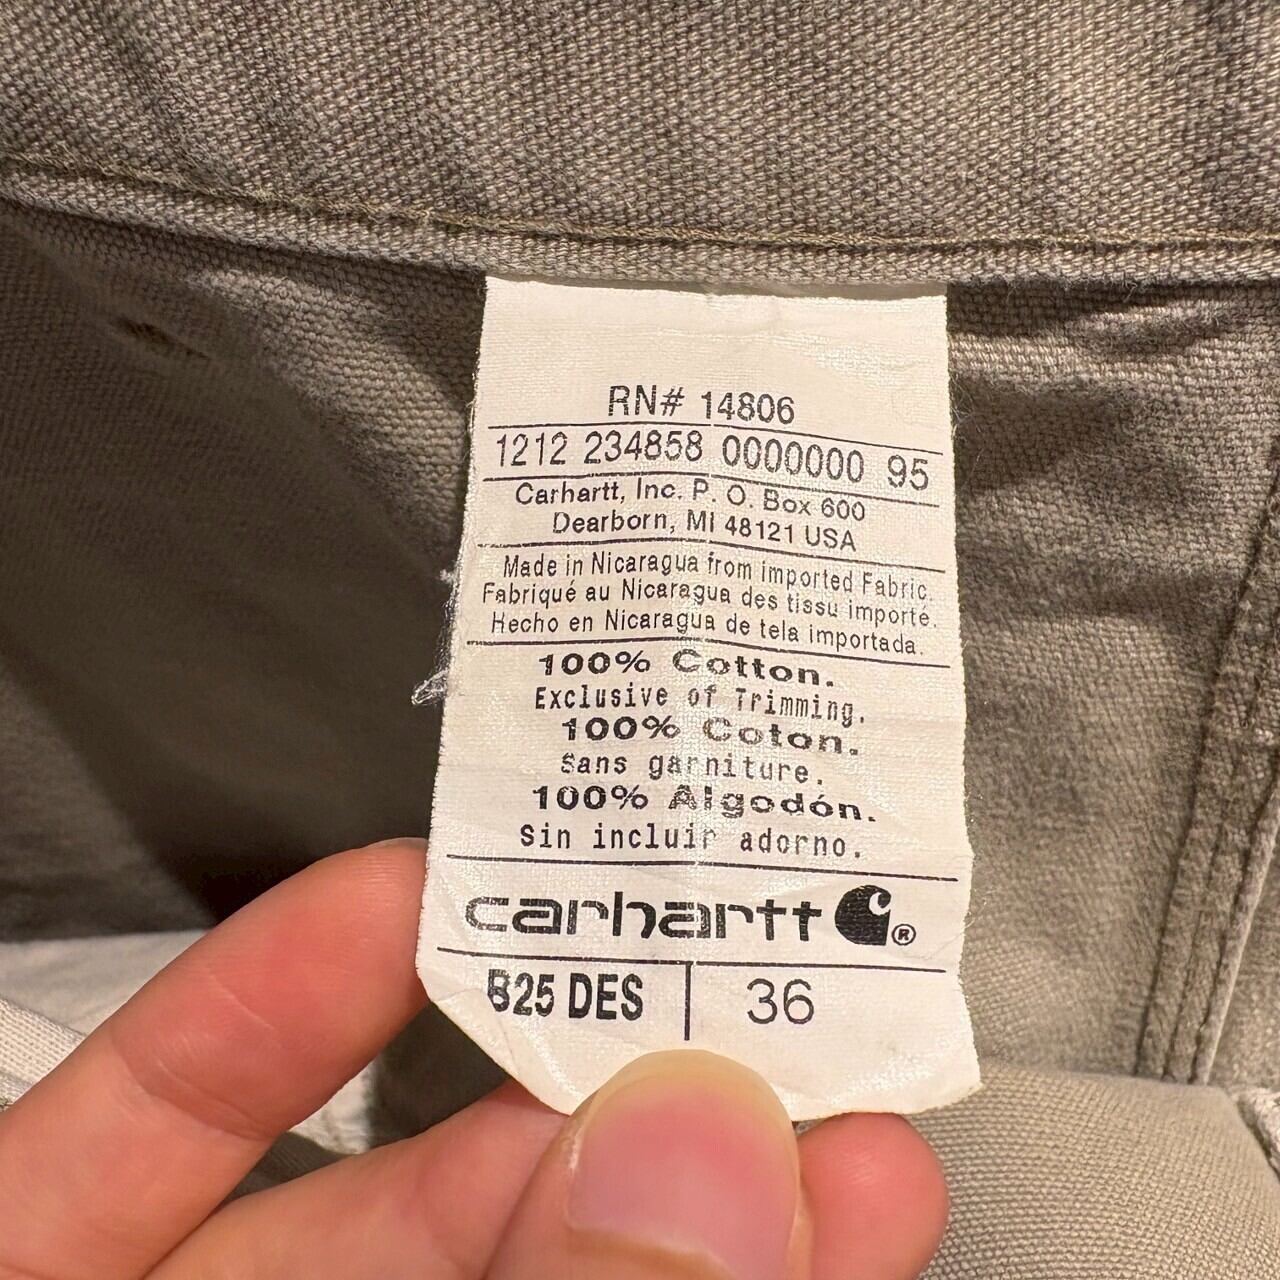 RN# 14806
1212 234858 0000000 95
Carhartt, Inc. P. O. Box 600
Dearborn, MI 48121 USA
Made in Nicaragua from imported Fabric.
Fabriqué au Nicaragua des tissu importé.
Hecho en Nicaragua de tela importada.
100% Cotton.
Exclusive of Trimming.
100% Coton.
Sans garniture.
100% Algodón.
Sin incluir adorno.
carhartt ®
B25 DES 36